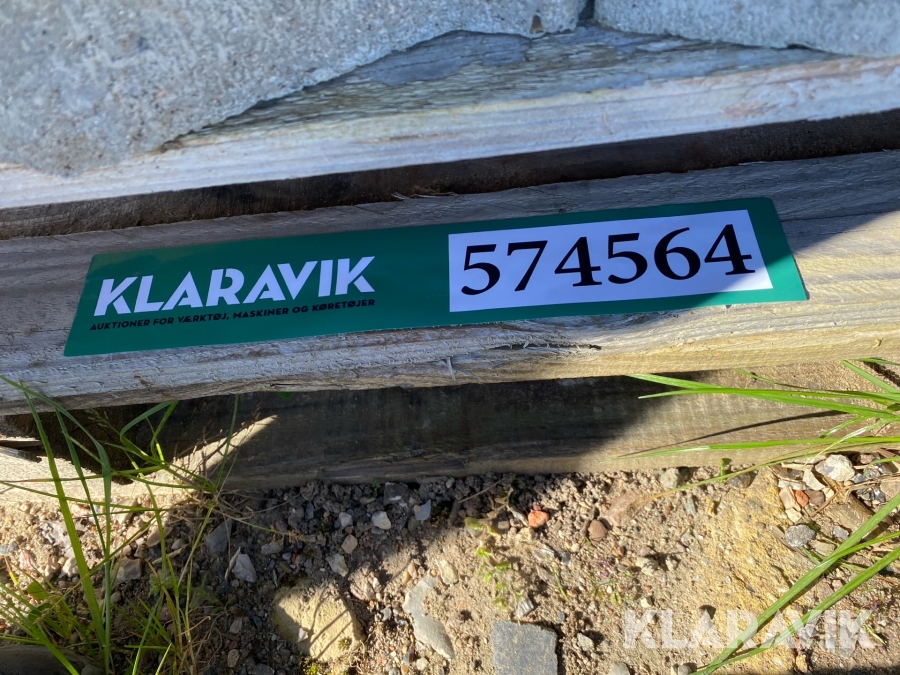 KLARAVIK
AUKTIONER FOR VÆRKTØJ, MASKINER OG KØRETØJER
574564
KLARAVIK